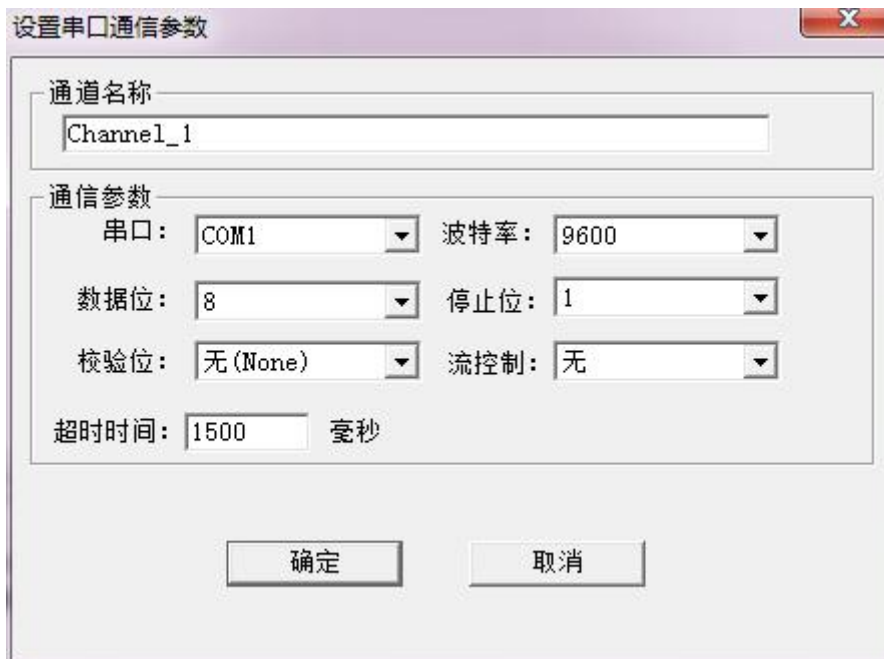 设置串口通信参数
通道名称
Channel_1
通信参数
串口: COM1 波特率: 9600
数据位: 8 停止位: 1
校验位: 无(None) 流控制: 无
超时时间: 1500 毫秒
确定 取消